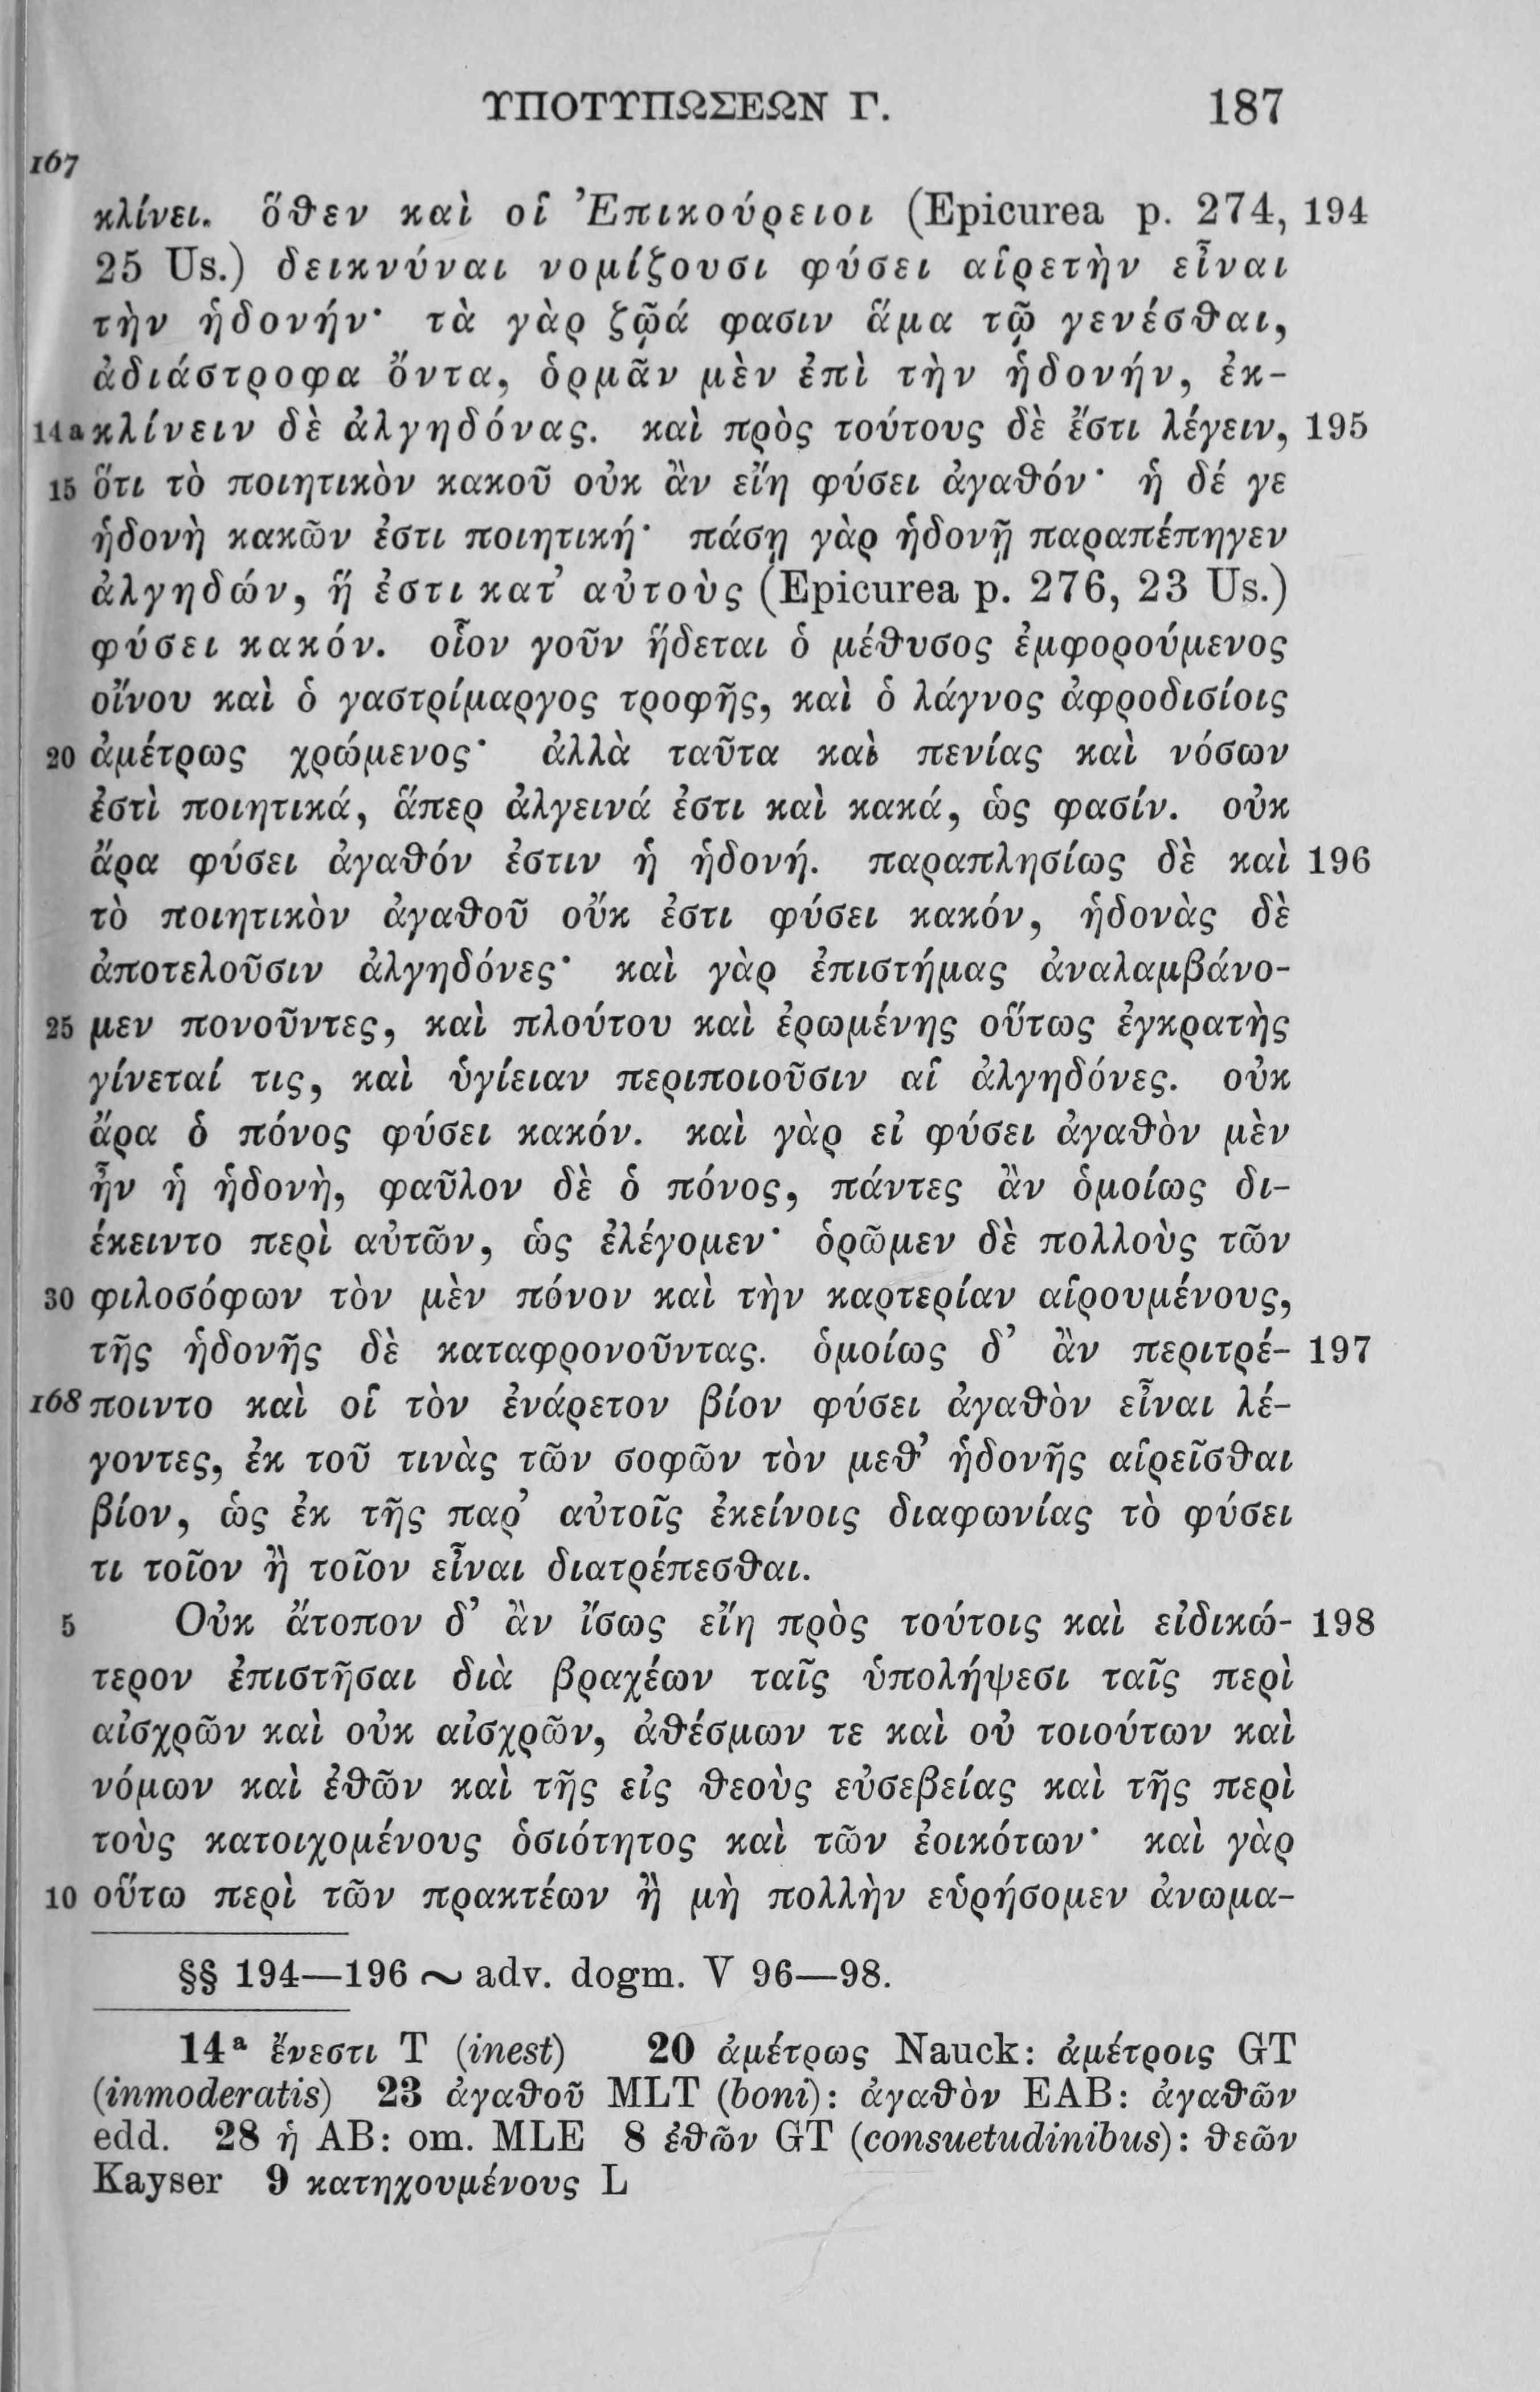 ΥΠΟΤΥΠΩΣΕΩΝ Γ. 187
167
κλίνει. ὅθεν καὶ οἱ Ἐπικούρειοι (Epicurea p. 274, 194
25 Us.) δεικνύναι νομίζουσι φύσει αἱρετὴν εἶναι
τὴν ἡδονήν· τὰ γὰρ ζῷά φασιν ἅμα τῷ γενέσθαι,
ἀδιάστροφα ὄντα, ὁρμᾶν μὲν ἐπὶ τὴν ἡδονήν, ἐκ-
14a κλίνειν δὲ ἀλγηδόνας. καὶ πρὸς τούτους δὲ ἔστι λέγειν, 195
15 ὅτι τὸ ποιητικὸν κακοῦ οὐκ ἂν εἴη φύσει ἀγαθόν· ἡ δέ γε
ἡδονὴ κακῶν ἐστι ποιητική· πάσῃ γὰρ ἡδονῇ παραπέπηγεν
ἀλγηδών, ἥ ἐστι κατ’ αὐτοὺς (Epicurea p. 276, 23 Us.)
φύσει κακόν. οἷον γοῦν ἥδεται ὁ μέθυσος ἐμφορούμενος
οἴνου καὶ ὁ γαστρίμαργος τροφῆς, καὶ ὁ λάγνος ἀφροδισίοις
20 ἀμέτρως χρώμενος· ἀλλὰ ταῦτα καὶ πενίας καὶ νόσων
ἐστὶ ποιητικά, ἅπερ ἀλγεινά ἐστι καὶ κακά, ὡς φασίν. οὐκ
ἄρα φύσει ἀγαθόν ἐστιν ἡ ἡδονή. παραπλησίως δὲ καὶ 196
τὸ ποιητικὸν ἀγαθοῦ οὔκ ἐστι φύσει κακόν, ἡδονὰς δὲ
ἀποτελοῦσιν ἀλγηδόνες· καὶ γὰρ ἐπιστήμας ἀναλαμβάνο-
25 μεν πονοῦντες, καὶ πλούτου καὶ ἐρωμένης οὕτως ἐγκρατὴς
γίνεταί τις, καὶ ὑγίειαν περιποιοῦσιν αἱ ἀλγηδόνες. οὐκ
ἄρα ὁ πόνος φύσει κακόν. καὶ γὰρ εἰ φύσει ἀγαθὸν μὲν
ἦν ἡ ἡδονὴ, φαῦλον δὲ ὁ πόνος, πάντες ἂν ὁμοίως δι-
έκειντο περὶ αὐτῶν, ὡς ἐλέγομεν· ὁρῶμεν δὲ πολλοὺς τῶν
30 φιλοσόφων τὸν μὲν πόνον καὶ τὴν καρτερίαν αἱρουμένους,
τῆς ἡδονῆς δὲ καταφρονοῦντας. ὁμοίως δ’ ἂν περιτρέ- 197
168 ποιντο καὶ οἱ τὸν ἐνάρετον βίον φύσει ἀγαθὸν εἶναι λέ-
γοντες, ἐκ τοῦ τινὰς τῶν σοφῶν τὸν μεθ’ ἡδονῆς αἱρεῖσθαι
βίον, ὡς ἐκ τῆς παρ’ αὐτοῖς ἐκείνοις διαφωνίας τὸ φύσει
τι τοῖον ἢ τοῖον εἶναι διατρέπεσθαι.
5 Οὐκ ἄτοπον δ’ ἂν ἴσως εἴη πρὸς τούτοις καὶ εἰδικώ- 198
τερον ἐπιστῆσαι διὰ βραχέων ταῖς ὑπολήψεσι ταῖς περὶ
αἰσχρῶν καὶ οὐκ αἰσχρῶν, ἀθέσμων τε καὶ οὐ τοιούτων καὶ
νόμων καὶ ἐθῶν καὶ τῆς εἰς θεοὺς εὐσεβείας καὶ τῆς περὶ
τοὺς κατοιχομένους ὁσιότητος καὶ τῶν ἐοικότων· καὶ γὰρ
10 οὕτω περὶ τῶν πρακτέων ἢ μὴ πολλὴν εὑρήσομεν ἀνωμα-
§§ 194—196 ~ adv. dogm. V 96—98.
14ª ἔνεστι T (inest) 20 ἀμέτρως Nauck: ἀμέτροις GT
(inmoderatis) 23 ἀγαθοῦ MLT (boni): ἀγαθὸν EAB: ἀγαθῶν
edd. 28 ἡ AB: om. MLE 8 ἐθῶν GT (consuetudinibus): θεῶν
Kayser 9 κατηχουμένους L